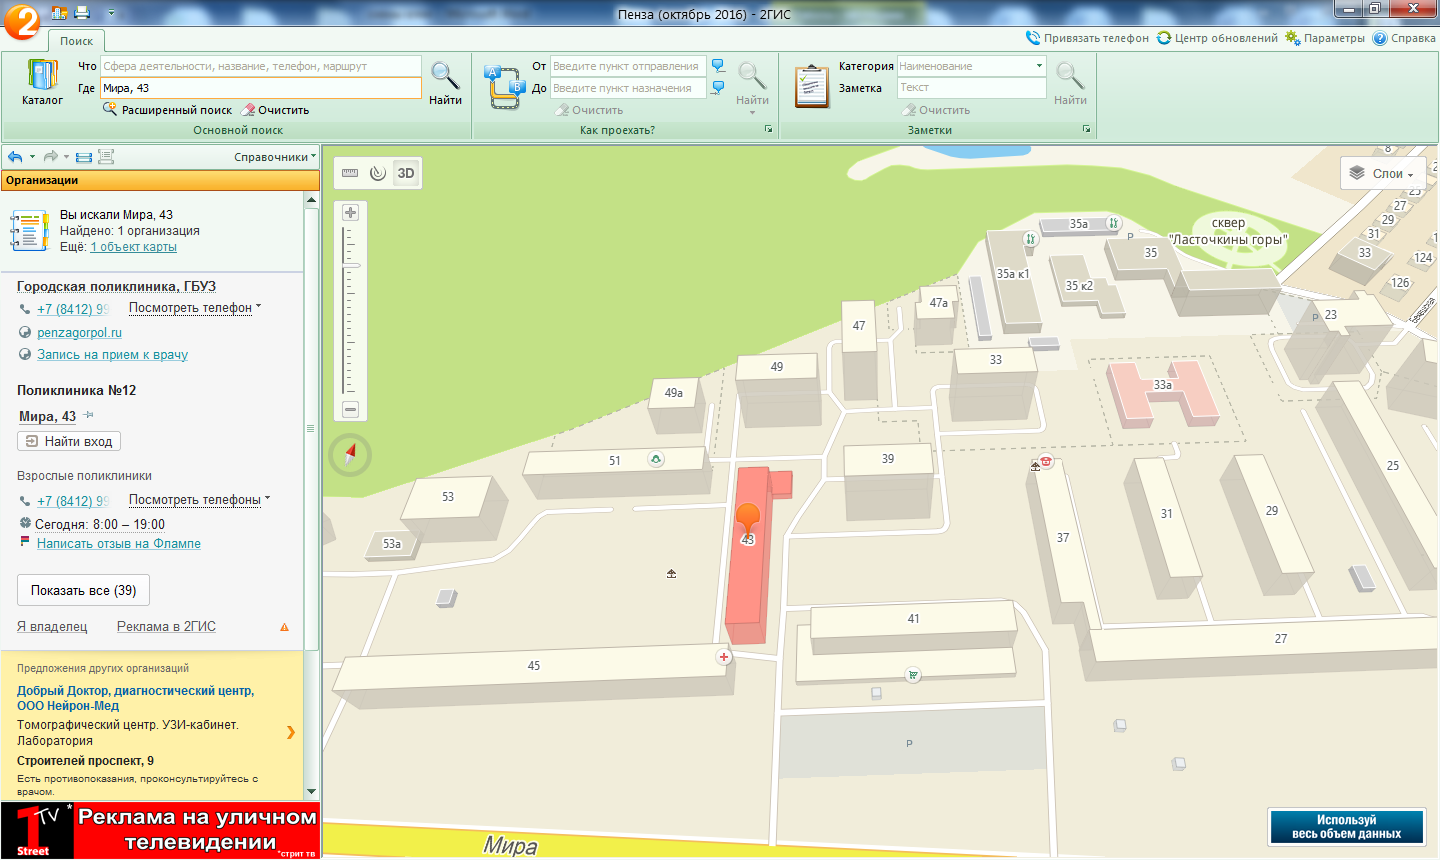 Пенза (октябрь 2016) - 2ГИС
Поиск
Привязать телефон
Центр обновлений
Параметры
Справка
Каталог
Что
Сфера деятельности, название, телефон, маршрут
Где
Мира, 43
Расширенный поиск
Очистить
Найти
Основной поиск
От
Введите пункт отправления
До
Введите пункт назначения
Очистить
Найти
Как проехать?
Категория
Наименование
Заметка
Текст
Очистить
Найти
Заметки
Справочники
Организации
Вы искали Мира, 43
Найдено: 1 организация
Ещё: 1 объект карты
Городская поликлиника, ГБУЗ
+7 (8412) 99
Посмотреть телефон
penzagorpol.ru
Запись на прием к врачу
Поликлиника №12
Мира, 43
Найти вход
Взрослые поликлиники
+7 (8412) 99
Посмотреть телефоны
Сегодня: 8:00 – 19:00
Написать отзыв на Флампе
Показать все (39)
Я владелец
Реклама в 2ГИС
Предложения других организаций
Добрый Доктор, диагностический центр,
ООО Нейрон-Мед
Томографический центр. УЗИ-кабинет.
Лаборатория
Строителей проспект, 9
Есть противопоказания, проконсультируйтесь с
врачом.
1 TV
Street
*
Реклама на уличном
телевидении
*стрит тв
3D
Слои
8
25
27
29
31
33
124
126
сквер
"Ласточкины горы"
35а
P
35
35а к1
35 к2
47а
47
P
23
33
49
33а
49а
51
39
25
53
31
29
43
53а
37
41
27
45
P
Мира
Используй
весь объем данных